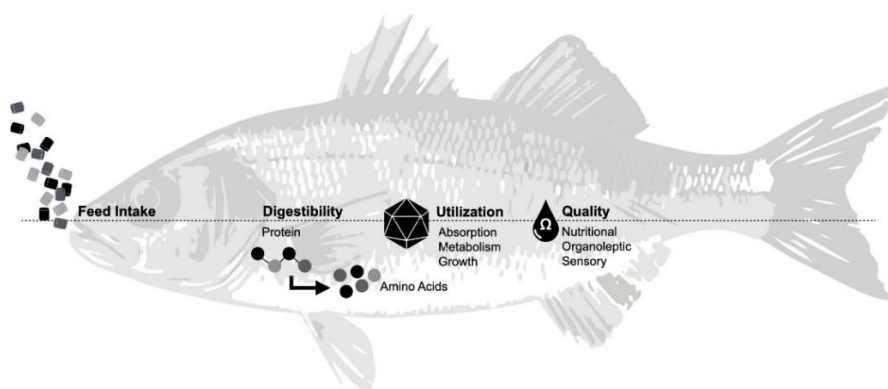 Feed Intake
Digestibility
Protein
Amino Acids
Utilization
Absorption
Metabolism
Growth
Quality
Ω
Nutritional
Organoleptic
Sensory